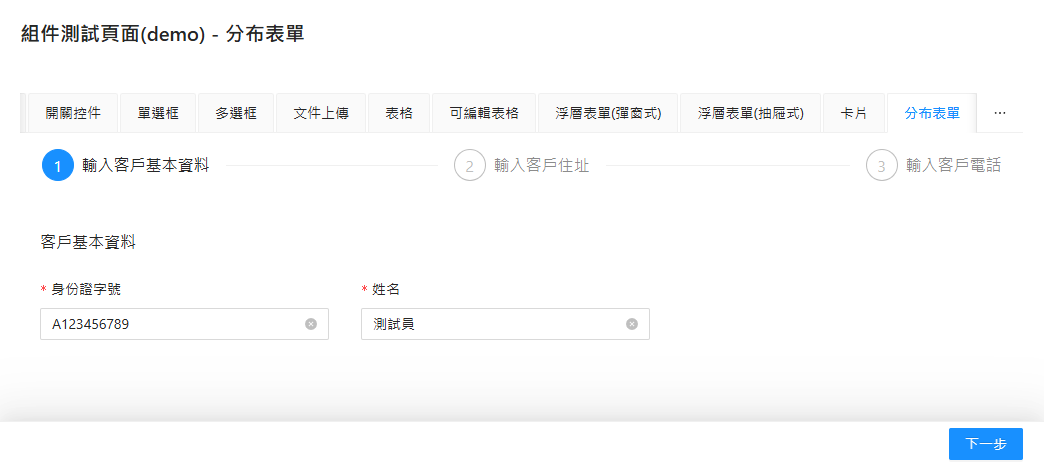 組件測試頁面(demo) - 分布表單
開關控件 單選框 多選框 文件上傳 表格 可編輯表格 浮層表單(彈窗式) 浮層表單(抽屜式) 卡片 分布表單 ...
1 輸入客戶基本資料 2 輸入客戶住址 3 輸入客戶電話
客戶基本資料
* 身份證字號 * 姓名
A123456789 測試員
下一步